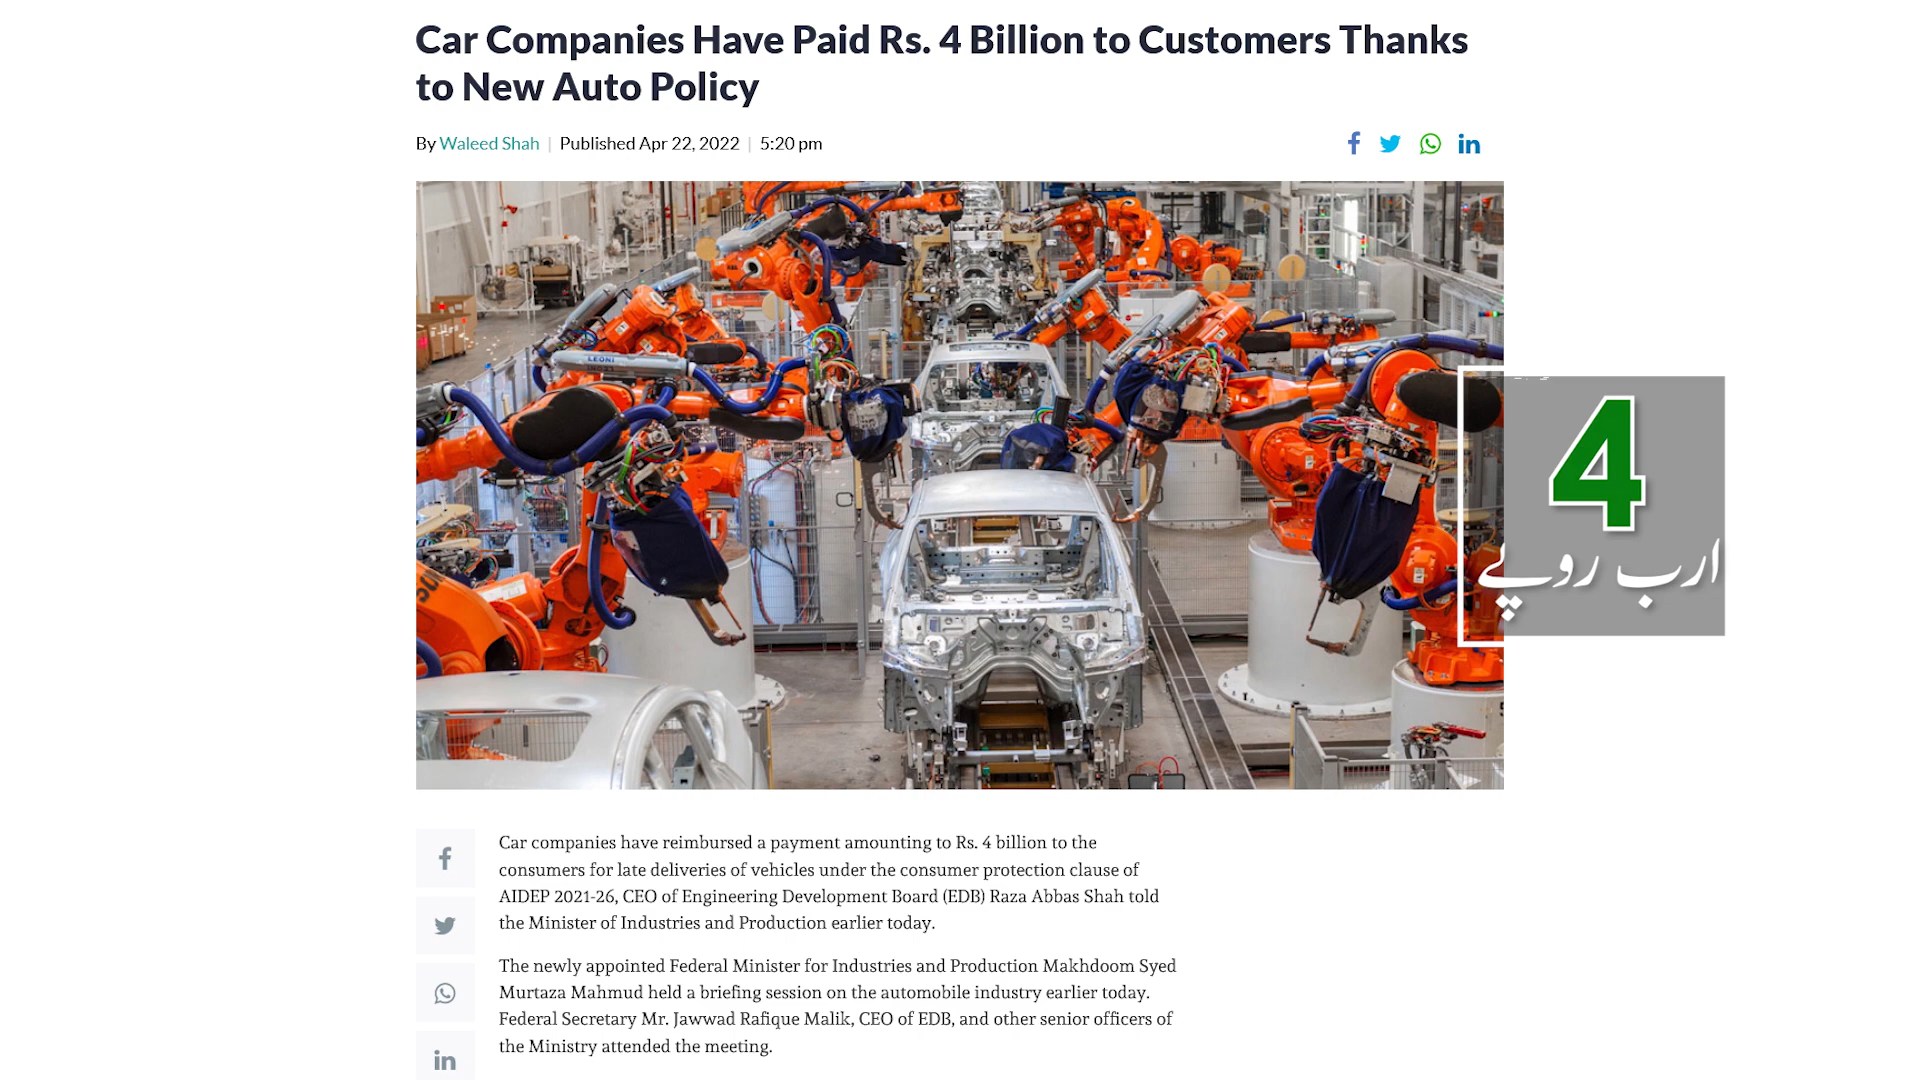 Car Companies Have Paid Rs. 4 Billion to Customers Thanks
to New Auto Policy
By Waleed Shah | Published Apr 22, 2022 | 5:20 pm
LEONI
4
ارب روپے
Car companies have reimbursed a payment amounting to Rs. 4 billion to the
consumers for late deliveries of vehicles under the consumer protection clause of
AIDEP 2021-26, CEO of Engineering Development Board (EDB) Raza Abbas Shah told
the Minister of Industries and Production earlier today.
The newly appointed Federal Minister for Industries and Production Makhdoom Syed
Murtaza Mahmud held a briefing session on the automobile industry earlier today.
Federal Secretary Mr. Jawwad Rafique Malik, CEO of EDB, and other senior officers of
the Ministry attended the meeting.